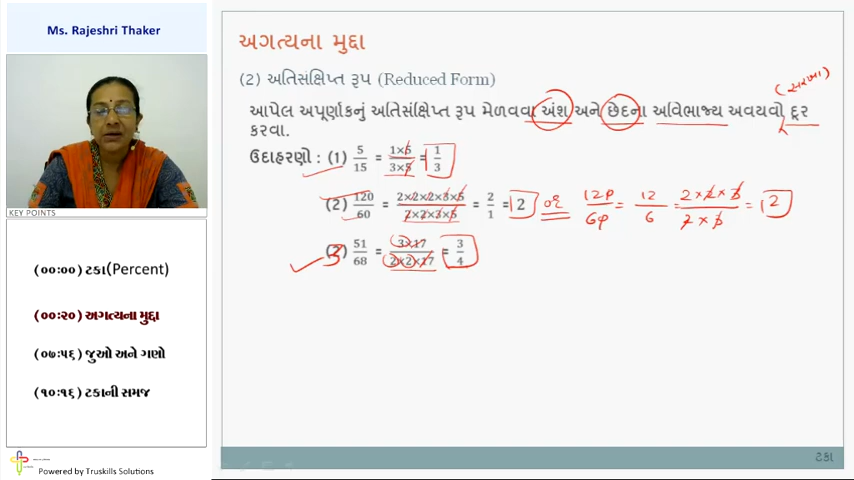 Ms. Rajeshri Thaker
KEY POINTS
(૦૦:૦૦) ટકા(Percent)
(૦૦:૨૦) અગત્યના મુદ્દા
(૦૭:૫૬) જુઓ અને ગણો
(૧૦:૧૬) ટકાની સમજ
Powered by Truskills Solutions
અગત્યના મુદ્દા
(2) અતિસંક્ષિપ્ત રૂપ (Reduced Form)
(સરખા)
આપેલ અપૂર્ણાંકનું અતિસંક્ષિપ્ત રૂપ મેળવવા અંશ અને છેદના અવિભાજ્ય અવયવો દૂર
કરવા.
ઉદાહરણો : (1) 5/15 = 1×5/3×5 = 1/3
(2) 120/60 = 2×2×2×3×5/2×2×3×5 = 2/1 = 2 or 120/60 = 12/6 = 2×2×3/2×3 = 2
(3) 51/68 = 3×17/2×2×17 = 3/4
ટકા